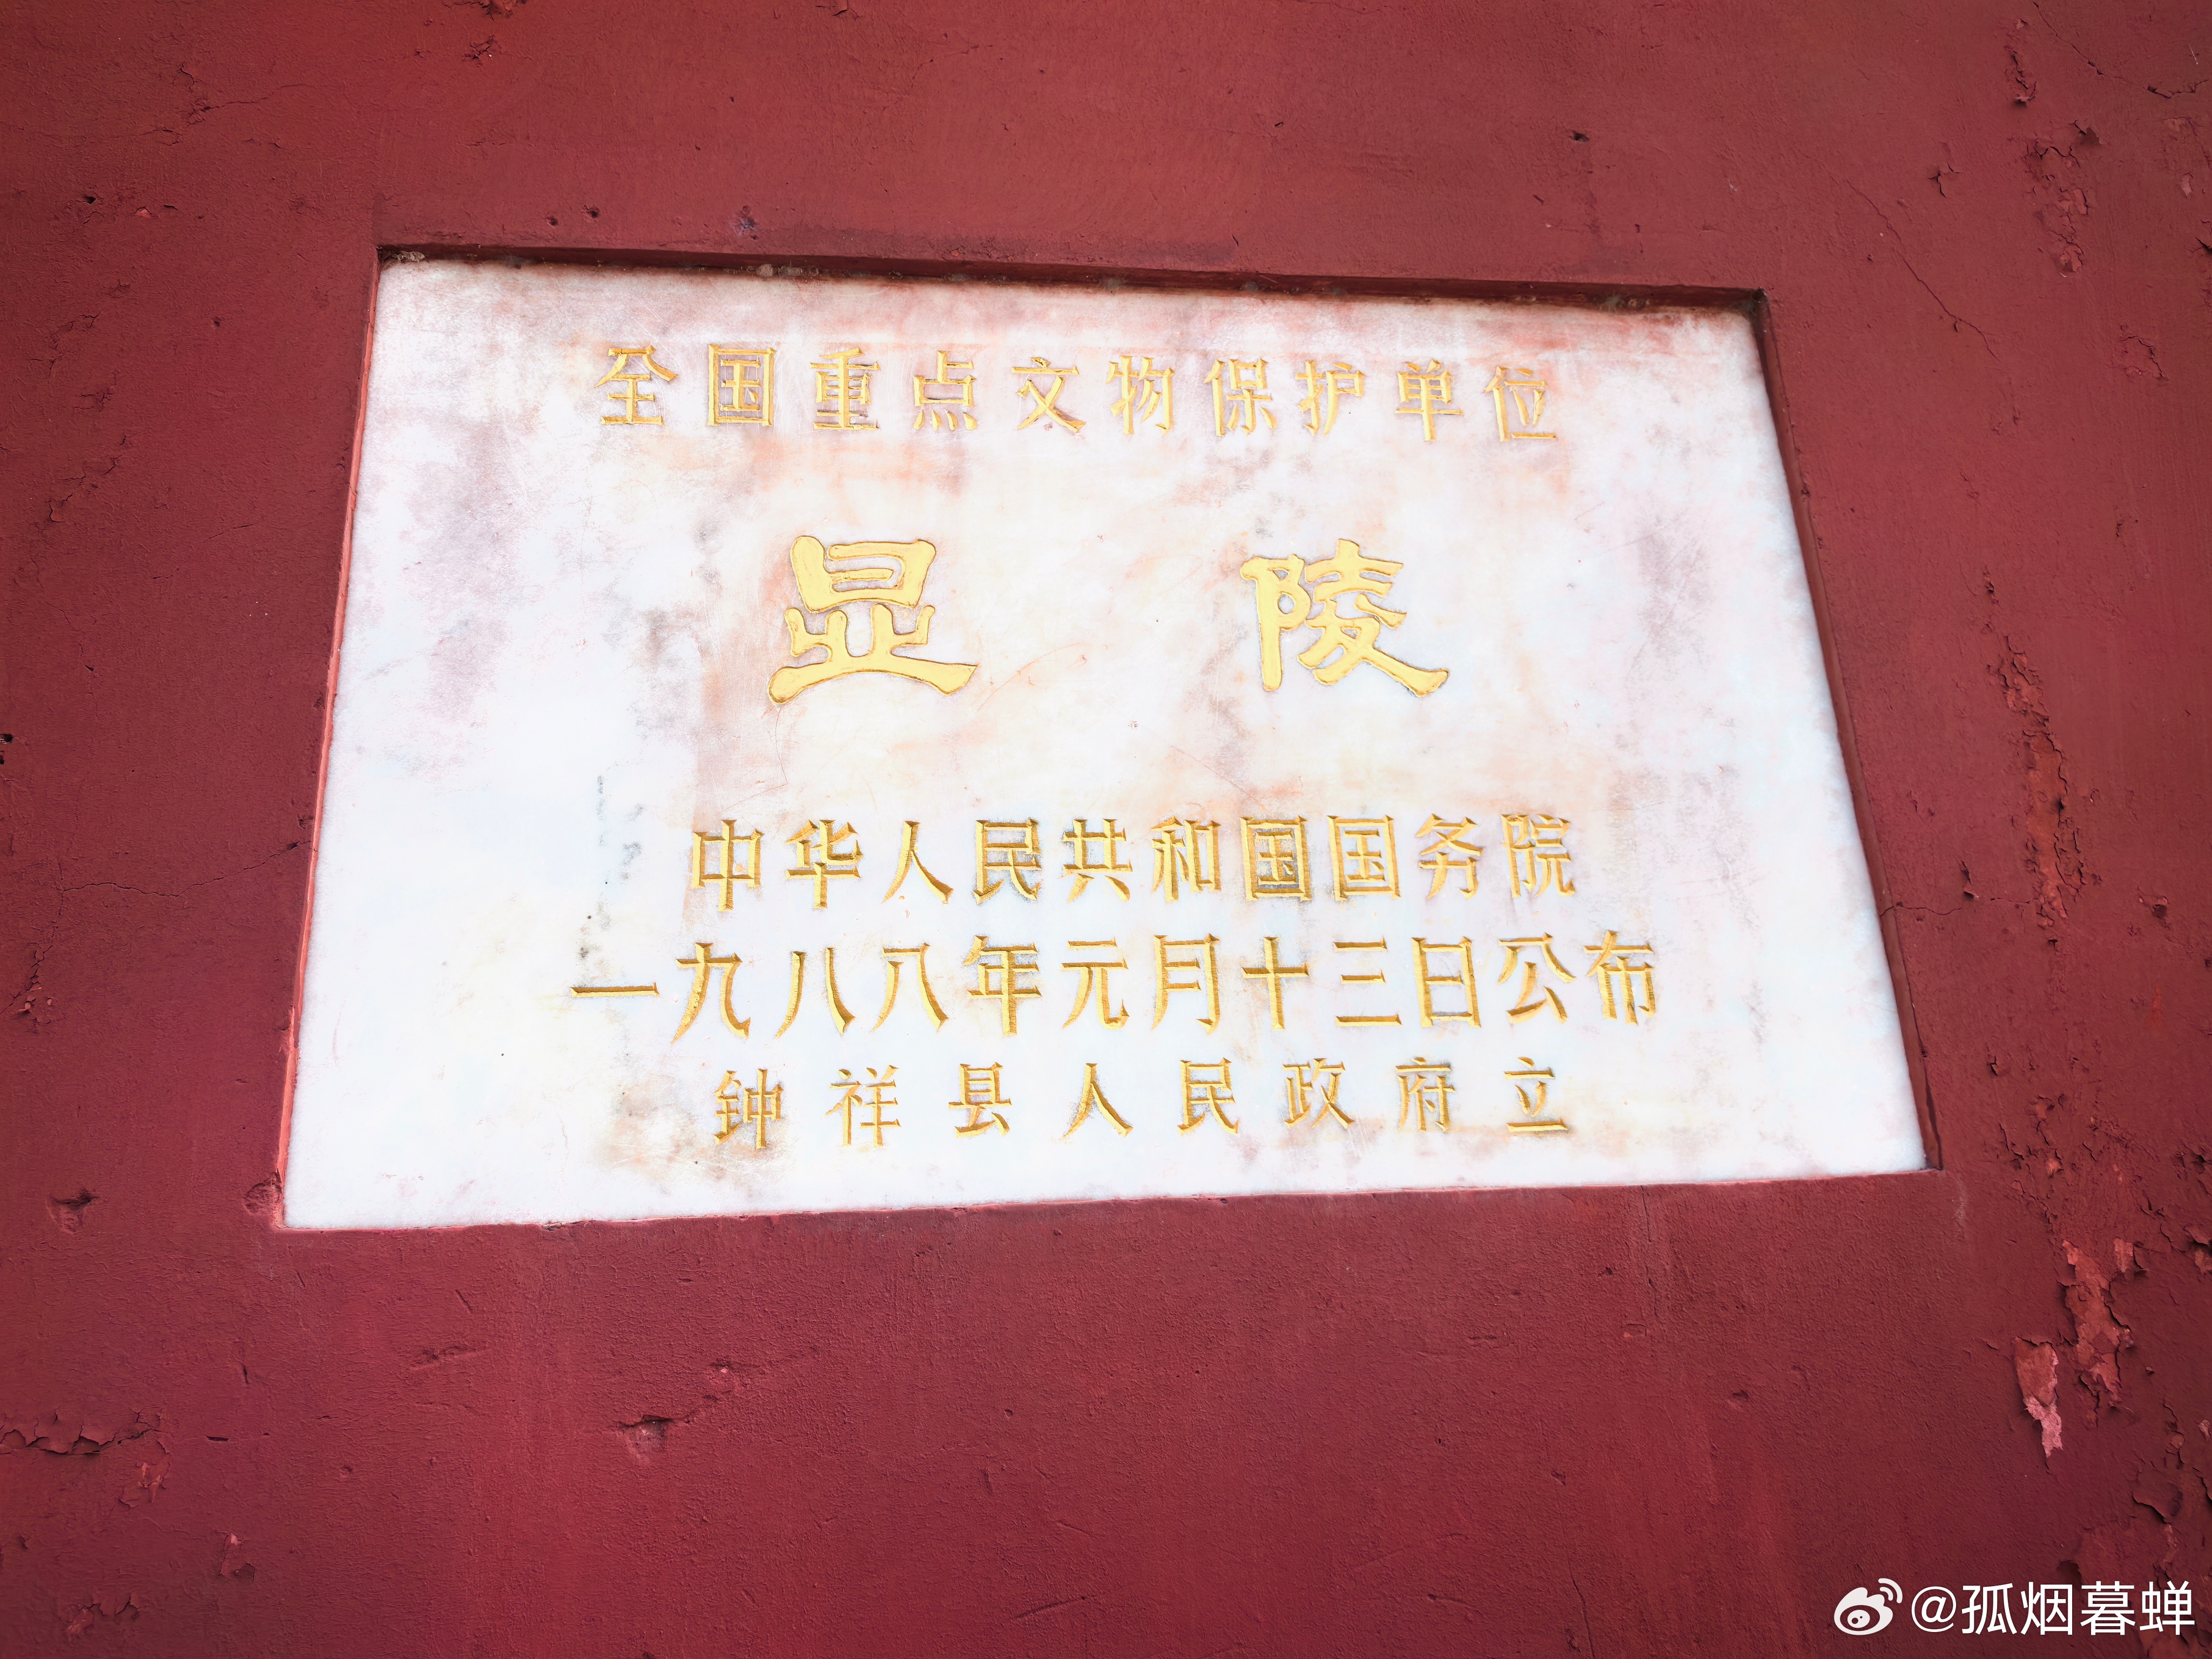 全国重点文物保护单位
显陵
中华人民共和国国务院
一九八八年元月十三日公布
钟祥县人民政府立
@孤烟暮蝉